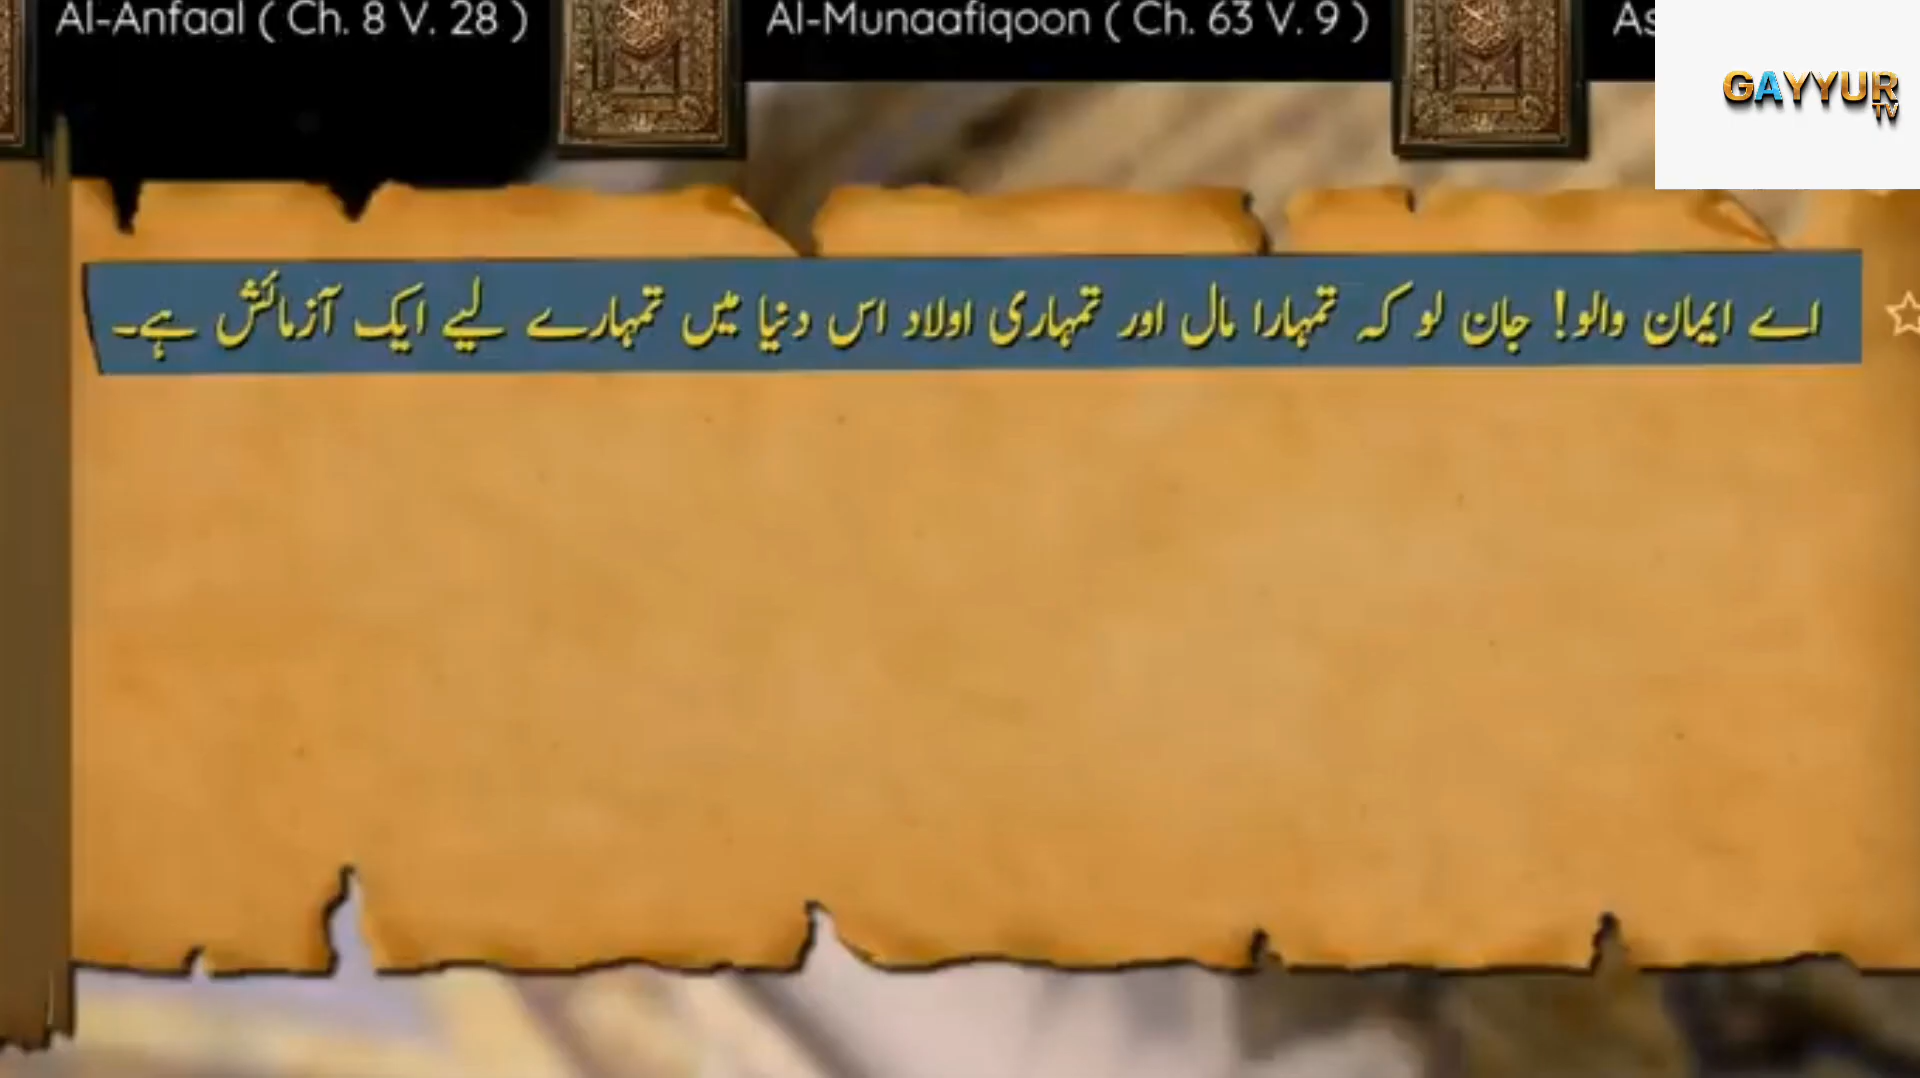 Al-Anfaal ( Ch. 8 V. 28 )
Al-Munaafiqoon ( Ch. 63 V. 9 )
GAYYUR
TV
اے ایمان والو! جان لو کہ تمہارا مال اور تمہاری اولاد اس دنیا میں تمہارے لیے ایک آزمائش ہے۔